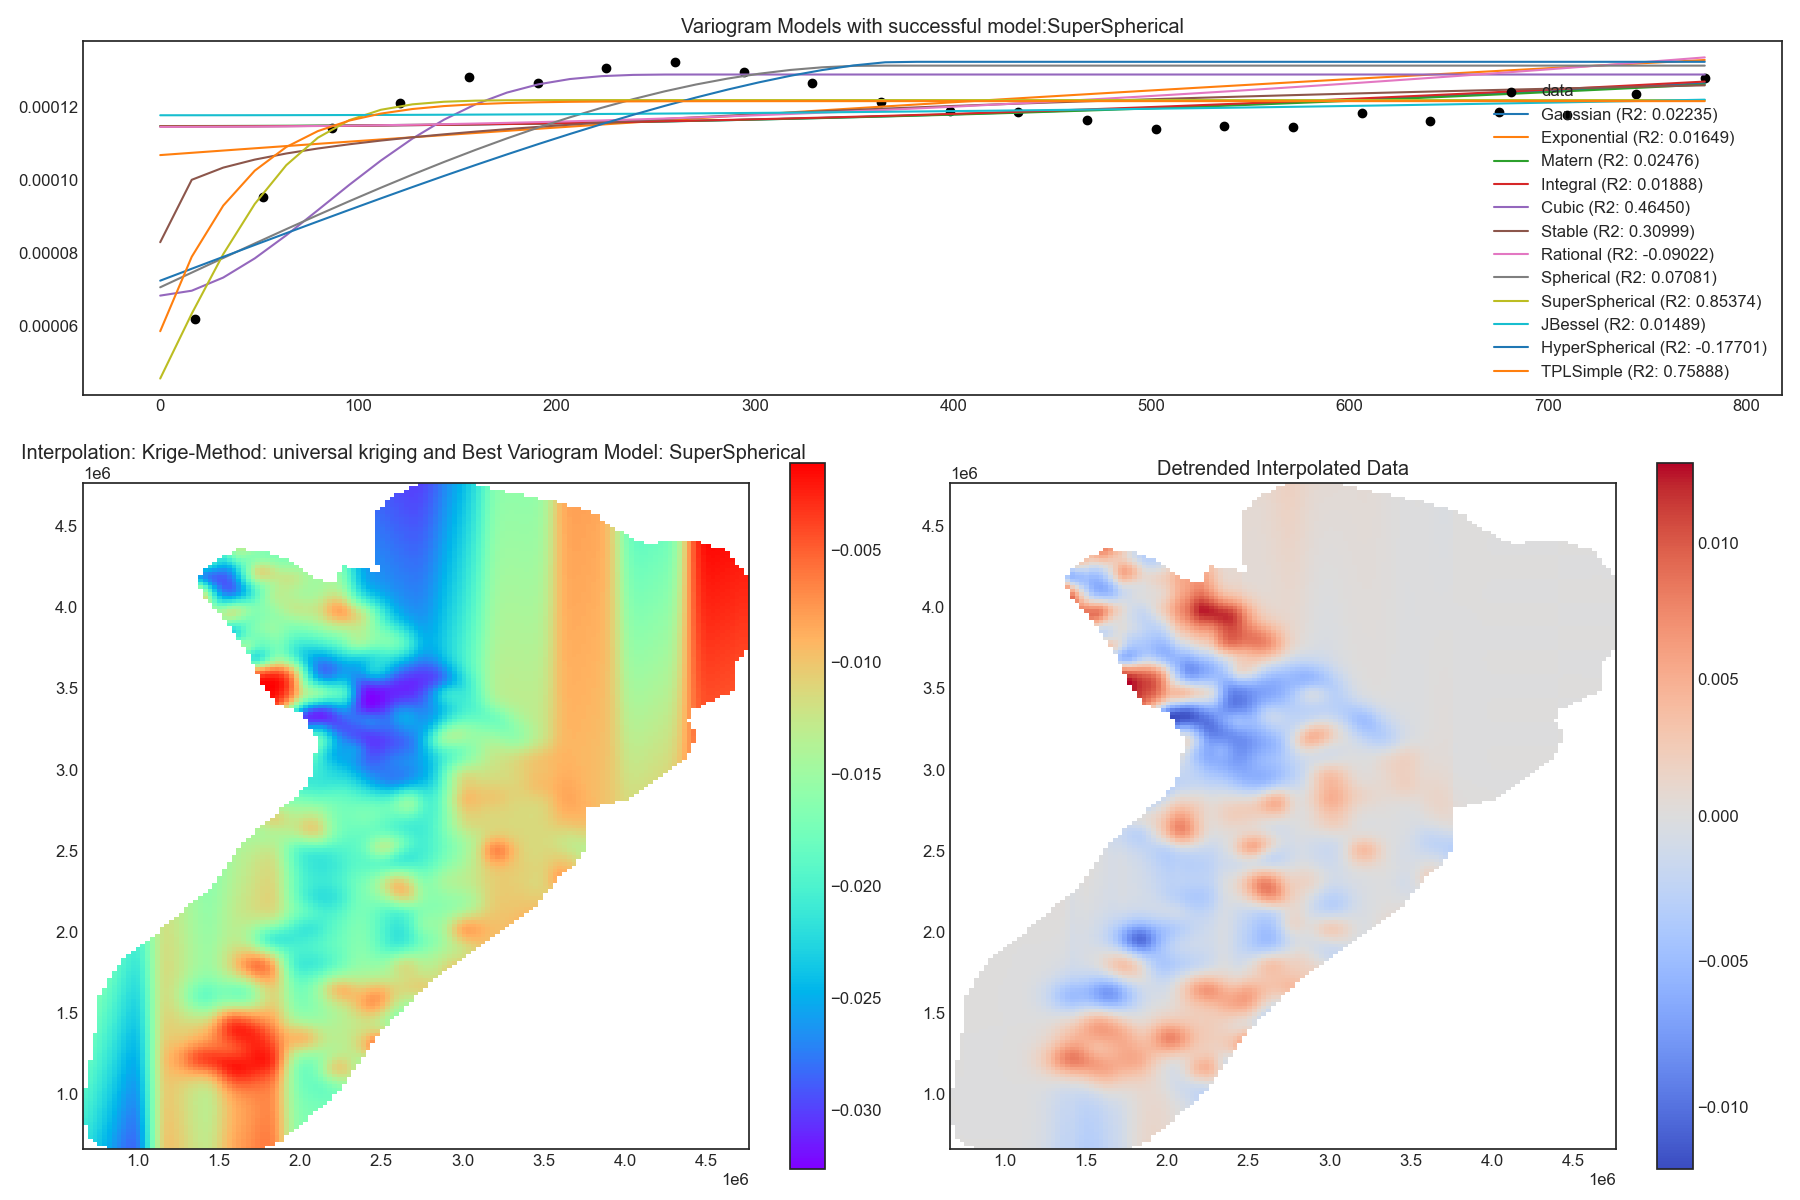 Variogram Models with successful model:SuperSpherical
0.00012
0.00010
0.00008
0.00006
data
Gaussian (R2: 0.02235)
Exponential (R2: 0.01649)
Matern (R2: 0.02476)
Integral (R2: 0.01888)
Cubic (R2: 0.46450)
Stable (R2: 0.30999)
Rational (R2: -0.09022)
Spherical (R2: 0.07081)
SuperSpherical (R2: 0.85374)
JBessel (R2: 0.01489)
HyperSpherical (R2: -0.17701)
TPLSimple (R2: 0.75888)
0 100 200 300 400 500 600 700 800
Interpolation: Krige-Method: universal kriging and Best Variogram Model: SuperSpherical
1e6
4.5
4.0
3.5
3.0
2.5
2.0
1.5
1.0
1.0 1.5 2.0 2.5 3.0 3.5 4.0 4.5
1e6
−0.005
−0.010
−0.015
−0.020
−0.025
−0.030
Detrended Interpolated Data
1e6
4.5
4.0
3.5
3.0
2.5
2.0
1.5
1.0
1.0 1.5 2.0 2.5 3.0 3.5 4.0 4.5
1e6
0.010
0.005
0.000
−0.005
−0.010